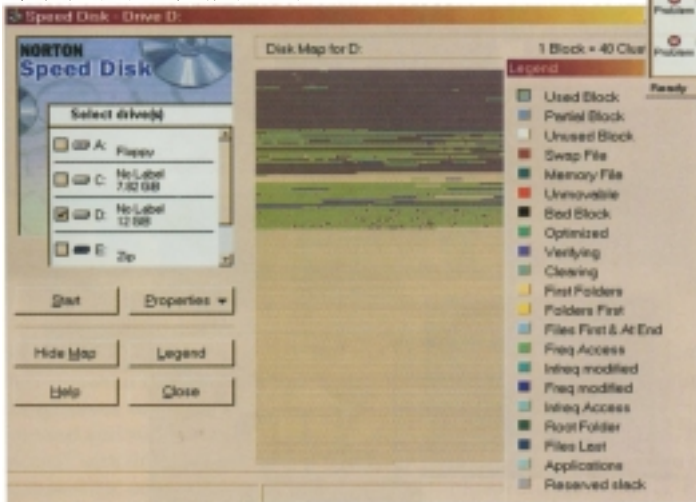 Speed Disk - Drive D:
NORTON
Speed Disk
Select drive(s)
A: Floppy
C: No Label
7.82 GB
D: No Label
12 GB
E: Zip
Start
Properties
Hide Map
Legend
Help
Close
Disk Map for D:
1 Block = 40 Clus
Legend
Used Block
Partial Block
Unused Block
Swap File
Memory File
Unmovable
Bad Block
Optimized
Verifying
Clearing
First Folders
Folders First
Files First & At End
Freq Access
Infreq modified
Freq modified
Infreq Access
Root Folder
Files Last
Applications
Reserved slack
Problem
Problem
Ready